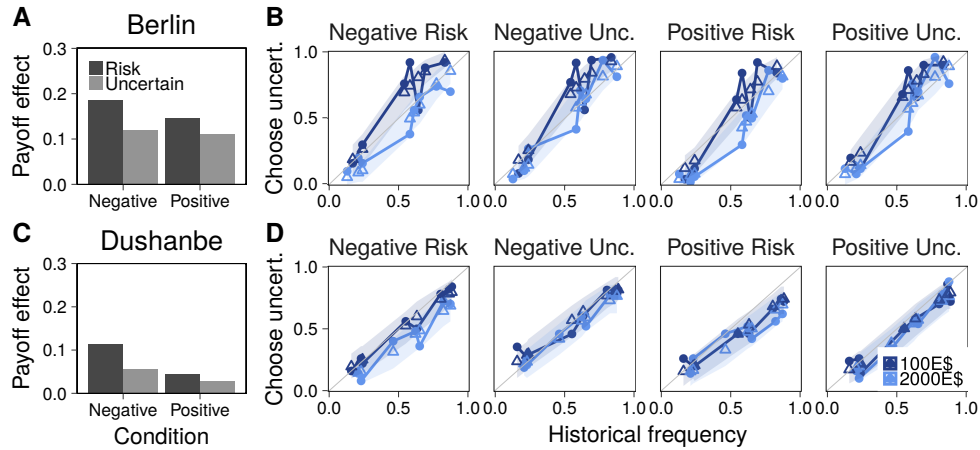 A
Berlin
Payoff effect
0.3
0.2
0.1
0.0
Risk
Uncertain
Negative
Positive
B
Negative Risk
Negative Unc.
Positive Risk
Positive Unc.
Choose uncert.
1.0
0.5
0.0
0.0 0.5 1.0
0.0 0.5 1.0
0.0 0.5 1.0
0.0 0.5 1.0
C
Dushanbe
Payoff effect
0.3
0.2
0.1
0.0
Negative
Positive
Condition
D
Negative Risk
Negative Unc.
Positive Risk
Positive Unc.
Choose uncert.
1.0
0.5
0.0
100E$
2000E$
0.0 0.5 1.0
0.0 0.5 1.0
0.0 0.5 1.0
0.0 0.5 1.0
Historical frequency